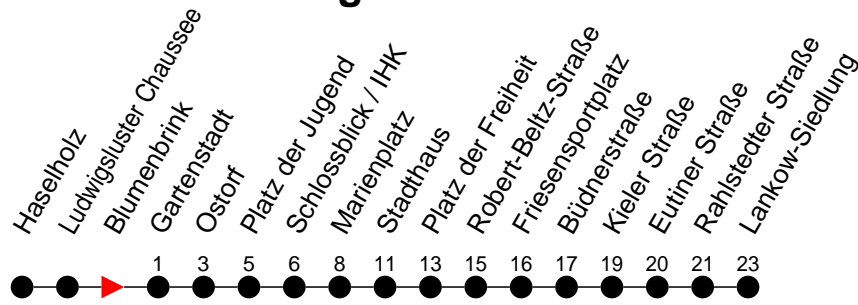 Haselholz
Ludwigsluster Chaussee
Blumenbrink
Gartenstadt
Ostorf
Platz der Jugend
Schlossblick / IHK
Marienplatz
Stadthaus
Platz der Freiheit
Robert-Beltz-Straße
Friesensportplatz
Büdnerstraße
Kieler Straße
Eutiner Straße
Rahlstedter Straße
Lankow-Siedlung
1 3 5 6 8 11 13 15 16 17 19 20 21 23